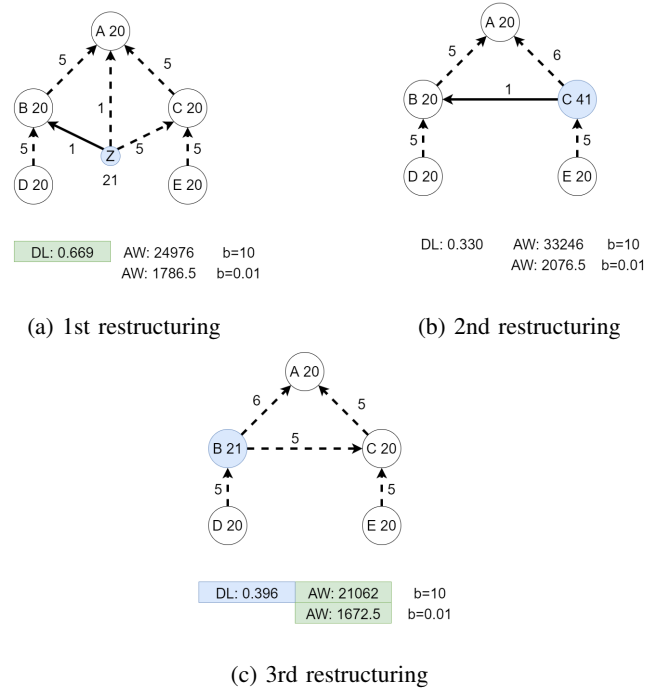 A 20
5
5
B 20
1
C 20
5
1
Z
5
5
D 20
21
E 20
DL: 0.669 AW: 24976 b=10
AW: 1786.5 b=0.01
(a) 1st restructuring
A 20
5
6
B 20
1
C 41
5
5
D 20
E 20
DL: 0.330 AW: 33246 b=10
AW: 2076.5 b=0.01
(b) 2nd restructuring
A 20
6
5
B 21
5
C 20
5
5
D 20
E 20
DL: 0.396 AW: 21062 b=10
AW: 1672.5 b=0.01
(c) 3rd restructuring